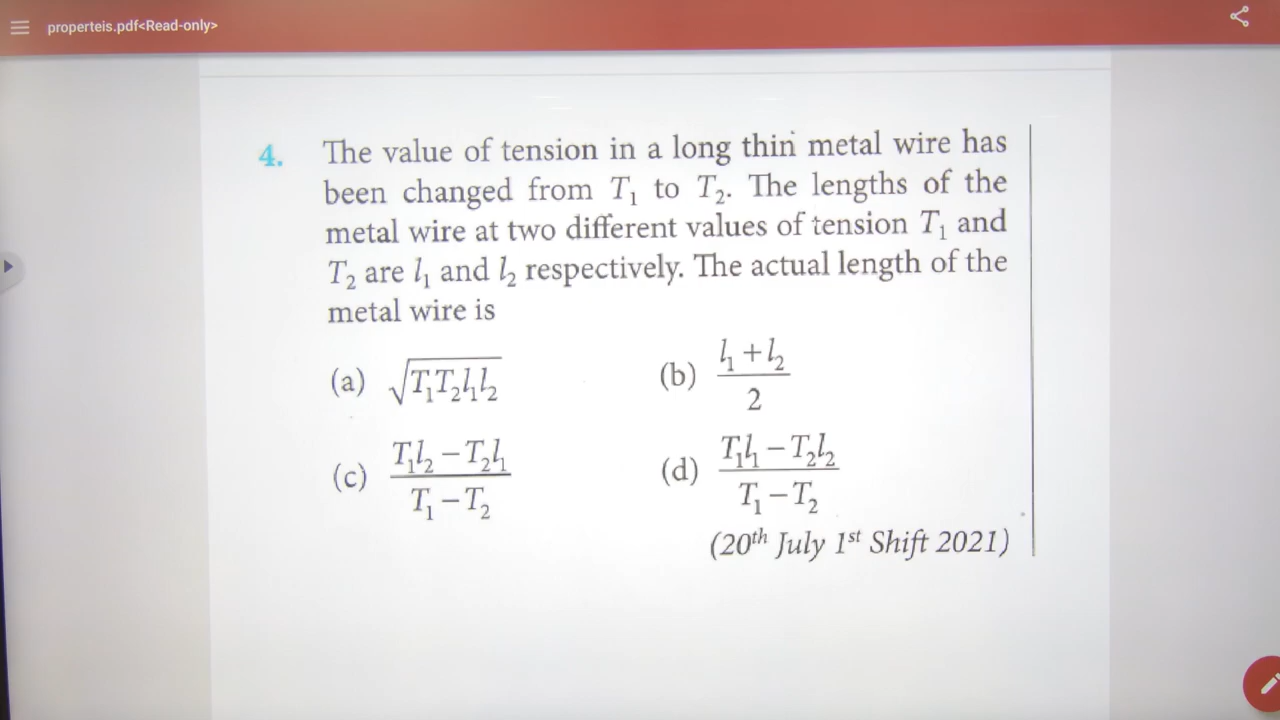 properteis.pdf<Read-only>
4. The value of tension in a long thin metal wire has
been changed from T₁ to T₂. The lengths of the
metal wire at two different values of tension T₁ and
T₂ are l₁ and l₂ respectively. The actual length of the
metal wire is
(a) √(T₁T₂l₁l₂) (b) (l₁ + l₂)/2
(c) (T₁l₂ − T₂l₁)/(T₁ − T₂) (d) (T₁l₁ − T₂l₂)/(T₁ − T₂)
(20th July 1st Shift 2021)